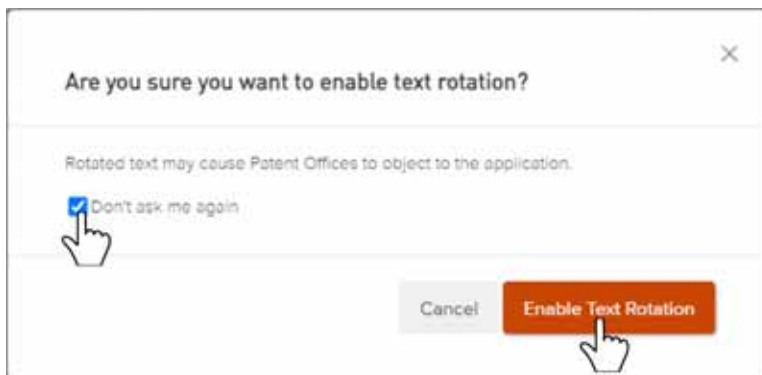 Are you sure you want to enable text rotation?
Rotated text may cause Patent Offices to object to the application.
Don't ask me again
Cancel
Enable Text Rotation